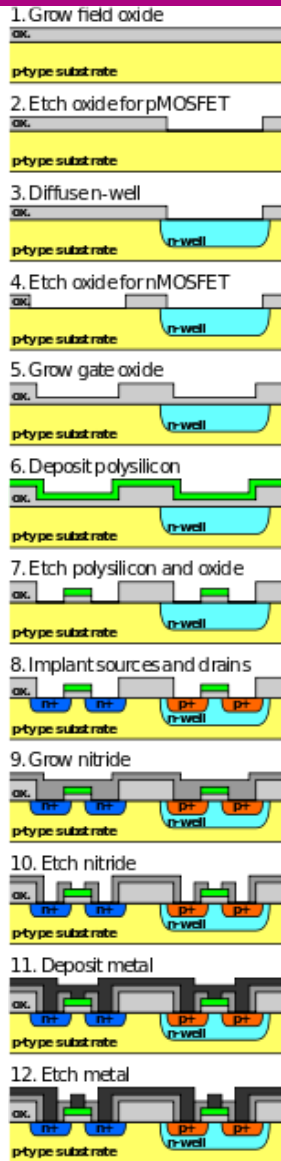 1. Grow field oxide
ox.
p-type substrate
2. Etch oxide for pMOSFET
ox.
p-type substrate
3. Diffuse n-well
ox.
n-well
p-type substrate
4. Etch oxide for nMOSFET
ox.
n-well
p-type substrate
5. Grow gate oxide
ox.
n-well
p-type substrate
6. Deposit polysilicon
ox.
n-well
p-type substrate
7. Etch polysilicon and oxide
ox.
n-well
p-type substrate
8. Implant sources and drains
ox.
n+ n+ p+ p+
n-well
p-type substrate
9. Grow nitride
ox.
n+ n+ p+ p+
n-well
p-type substrate
10. Etch nitride
ox.
n+ n+ p+ p+
n-well
p-type substrate
11. Deposit metal
ox.
n+ n+ p+ p+
n-well
p-type substrate
12. Etch metal
ox.
n+ n+ p+ p+
n-well
p-type substrate